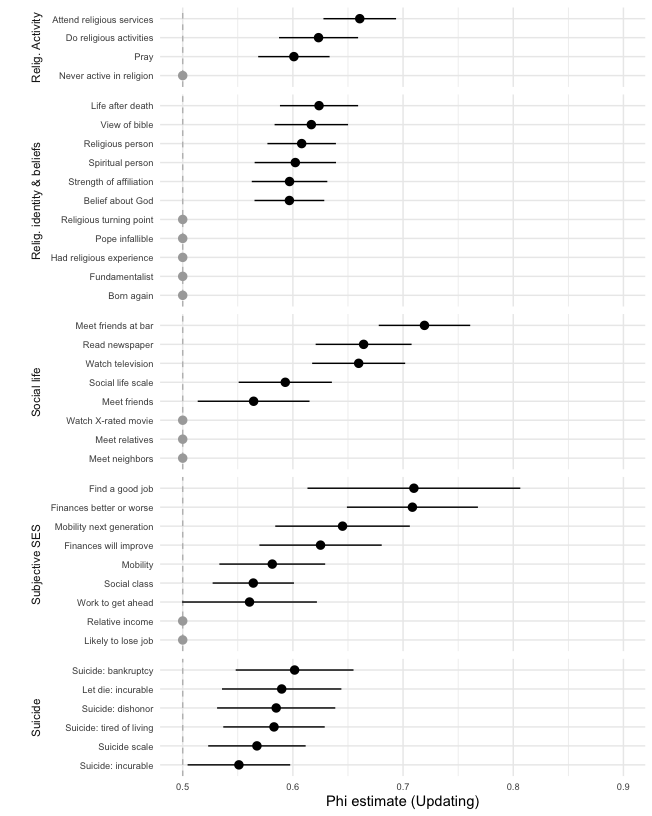 Relig. Activity
Attend religious services
Do religious activities
Pray
Never active in religion
Relig. identity & beliefs
Life after death
View of bible
Religious person
Spiritual person
Strength of affiliation
Belief about God
Religious turning point
Pope infallible
Had religious experience
Fundamentalist
Born again
Social life
Meet friends at bar
Read newspaper
Watch television
Social life scale
Meet friends
Watch X-rated movie
Meet relatives
Meet neighbors
Subjective SES
Find a good job
Finances better or worse
Mobility next generation
Finances will improve
Mobility
Social class
Work to get ahead
Relative income
Likely to lose job
Suicide
Suicide: bankruptcy
Let die: incurable
Suicide: dishonor
Suicide: tired of living
Suicide scale
Suicide: incurable
0.5 0.6 0.7 0.8 0.9
Phi estimate (Updating)